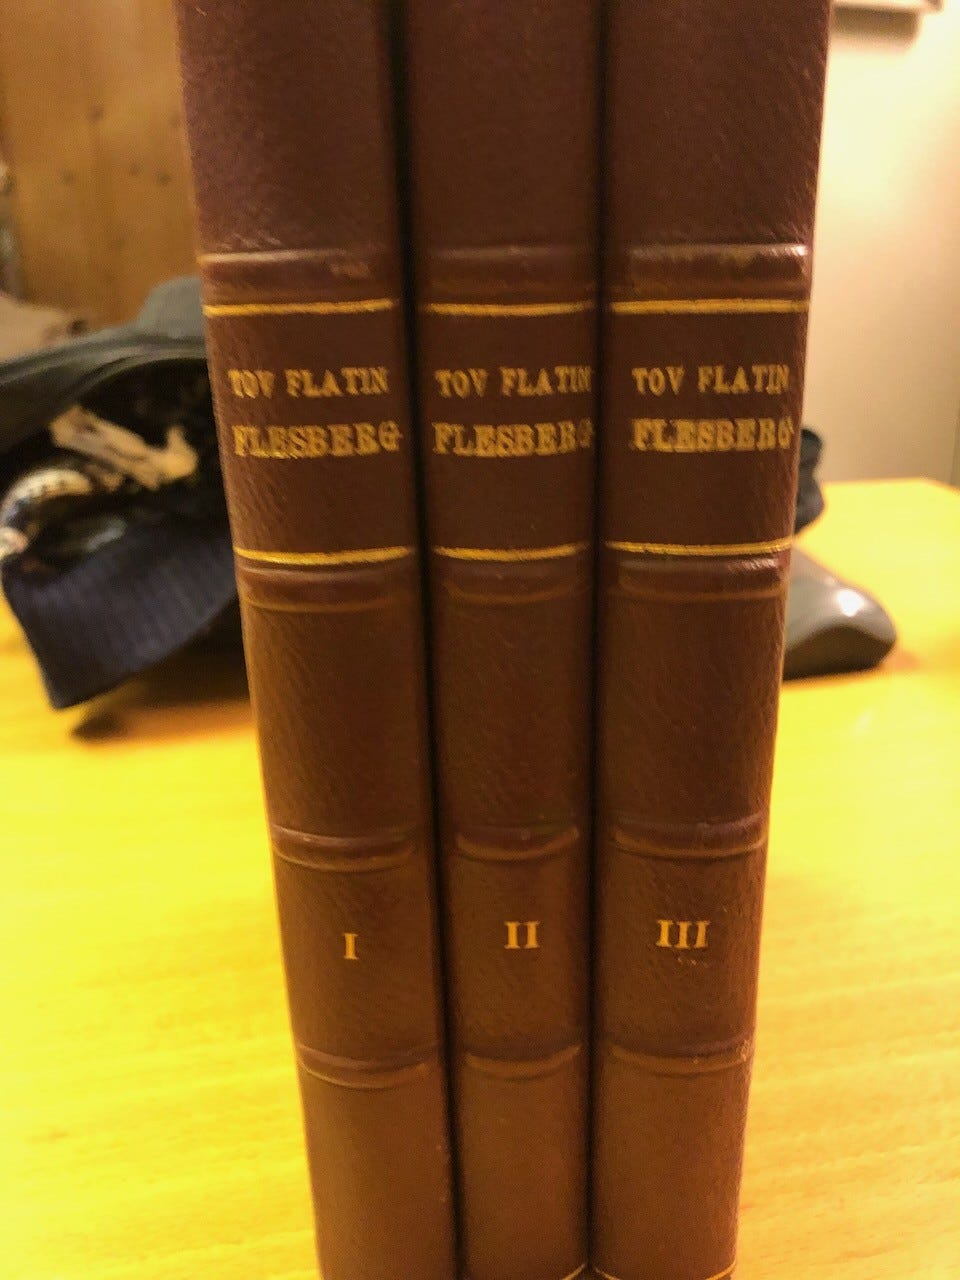 TOV FLATIN
FLESBERG
I
TOV FLATIN
FLESBERG
II
TOV FLATIN
FLESBERG
III